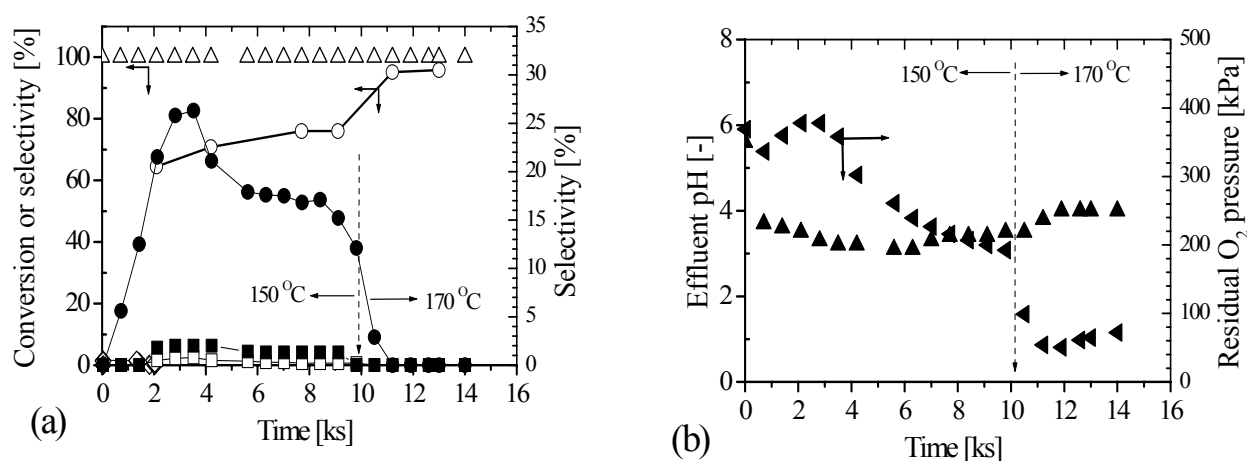 35
100
30
80
25
60
20
15
40
10
20
5
0
0
0 2 4 6 8 10 12 14 16
Conversion or selectivity [%]
Selectivity [%]
150 °C
170 °C
Time [ks]
(a)
8
6
4
2
0
500
400
300
200
100
0
0 2 4 6 8 10 12 14 16
Effluent pH [-]
Residual O2 pressure [kPa]
150 °C
170 °C
Time [ks]
(b)